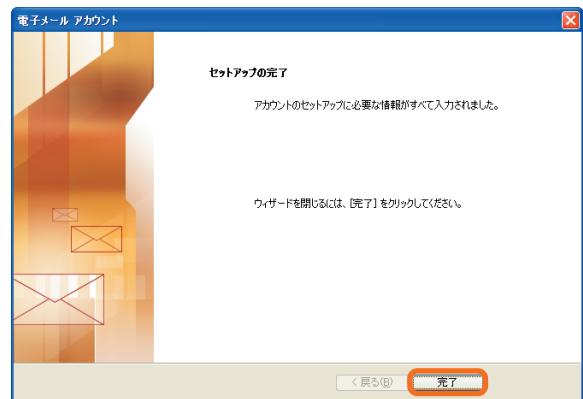 電子メール アカウント
セットアップの完了
アカウントのセットアップに必要な情報がすべて入力されました。
ウィザードを閉じるには、[完了] をクリックしてください。
< 戻る(B)
完了